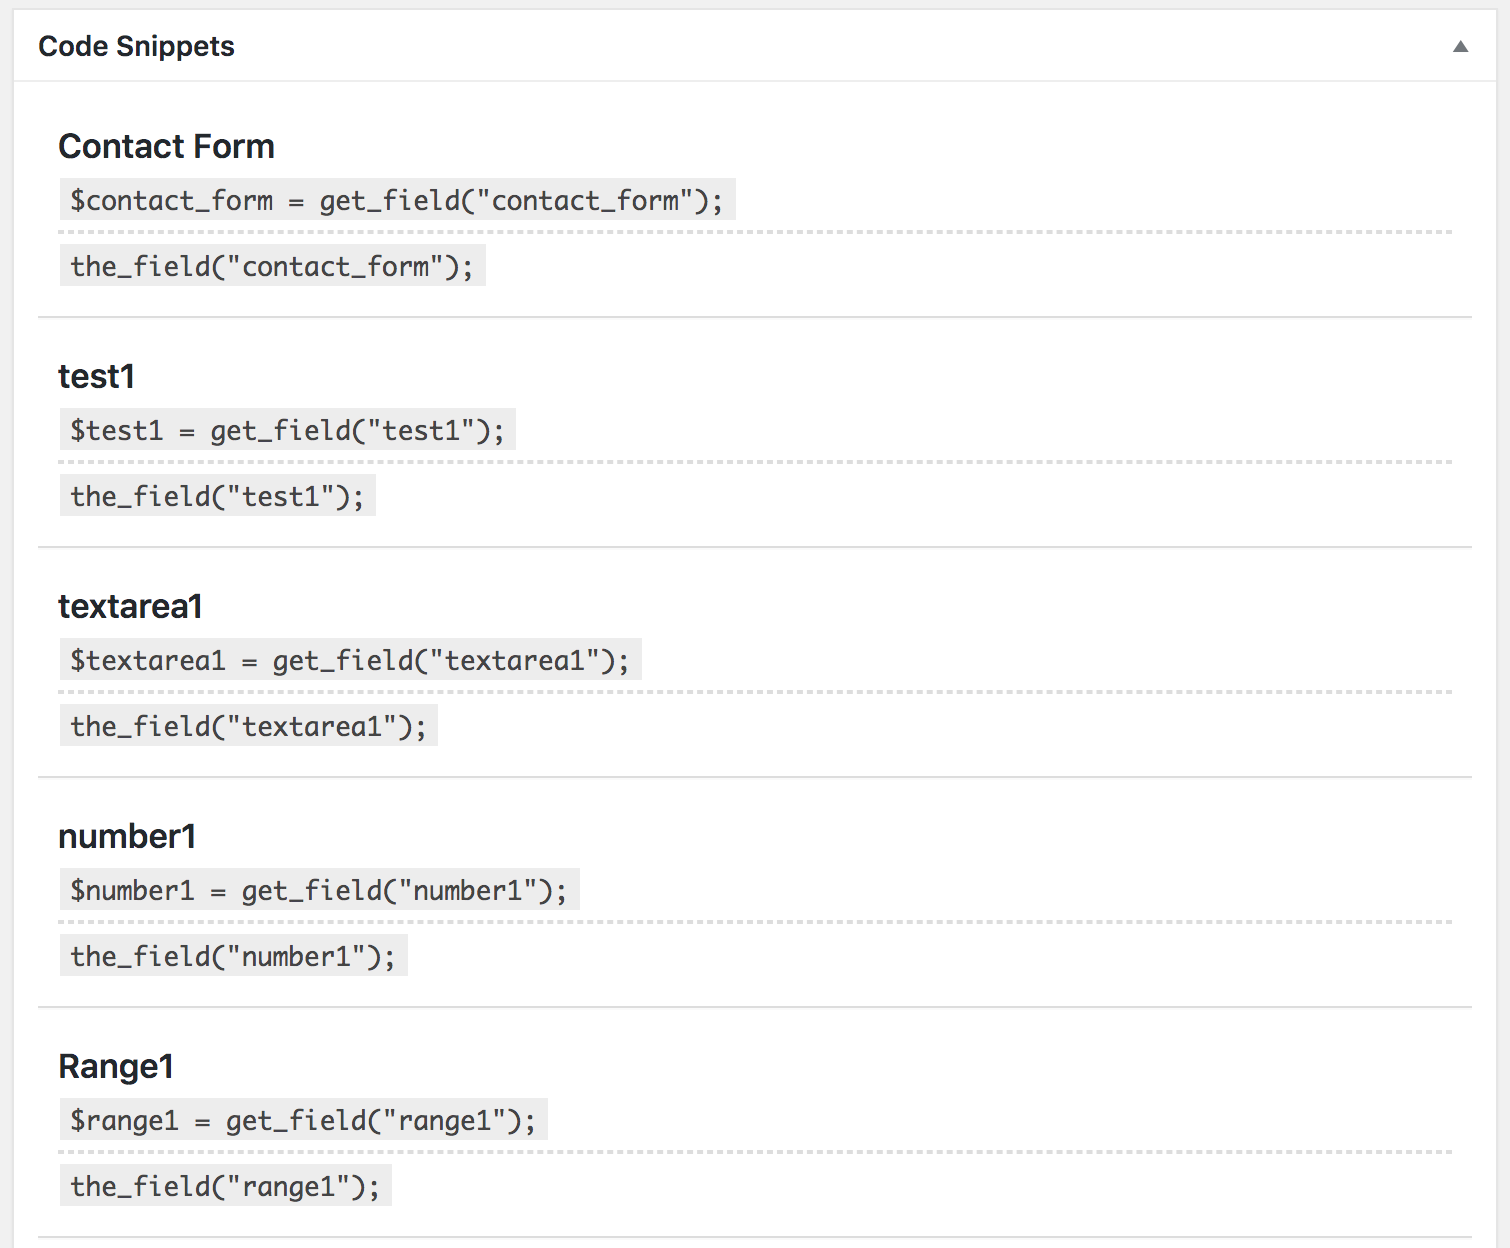 Code Snippets
Contact Form
$contact_form = get_field("contact_form");
the_field("contact_form");
test1
$test1 = get_field("test1");
the_field("test1");
textarea1
$textarea1 = get_field("textarea1");
the_field("textarea1");
number1
$number1 = get_field("number1");
the_field("number1");
Range1
$range1 = get_field("range1");
the_field("range1");